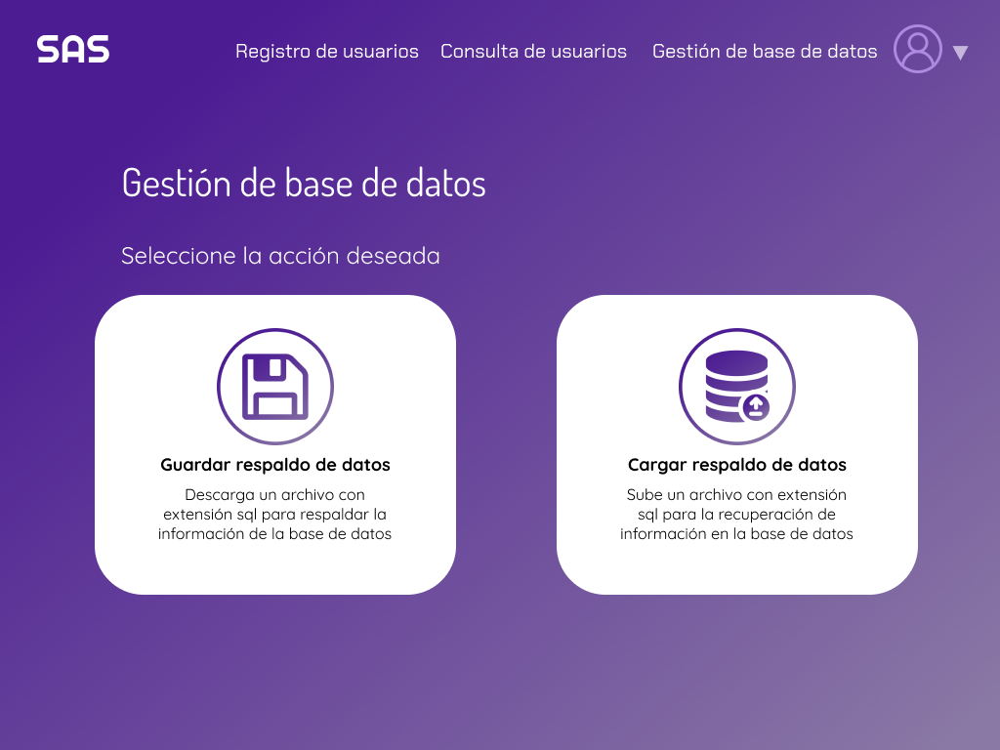 SAS
Registro de usuarios
Consulta de usuarios
Gestión de base de datos
Gestión de base de datos
Seleccione la acción deseada
Guardar respaldo de datos
Descarga un archivo con
extensión sql para respaldar la
información de la base de datos
Cargar respaldo de datos
Sube un archivo con extensión
sql para la recuperación de
información en la base de datos